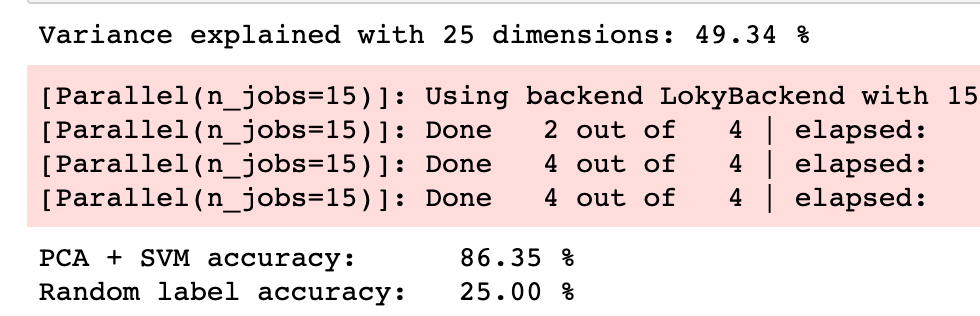 Variance explained with 25 dimensions: 49.34 %
[Parallel(n_jobs=15)]: Using backend LokyBackend with 15
[Parallel(n_jobs=15)]: Done   2 out of   4 | elapsed:
[Parallel(n_jobs=15)]: Done   4 out of   4 | elapsed:
[Parallel(n_jobs=15)]: Done   4 out of   4 | elapsed:
PCA + SVM accuracy:      86.35 %
Random label accuracy:   25.00 %